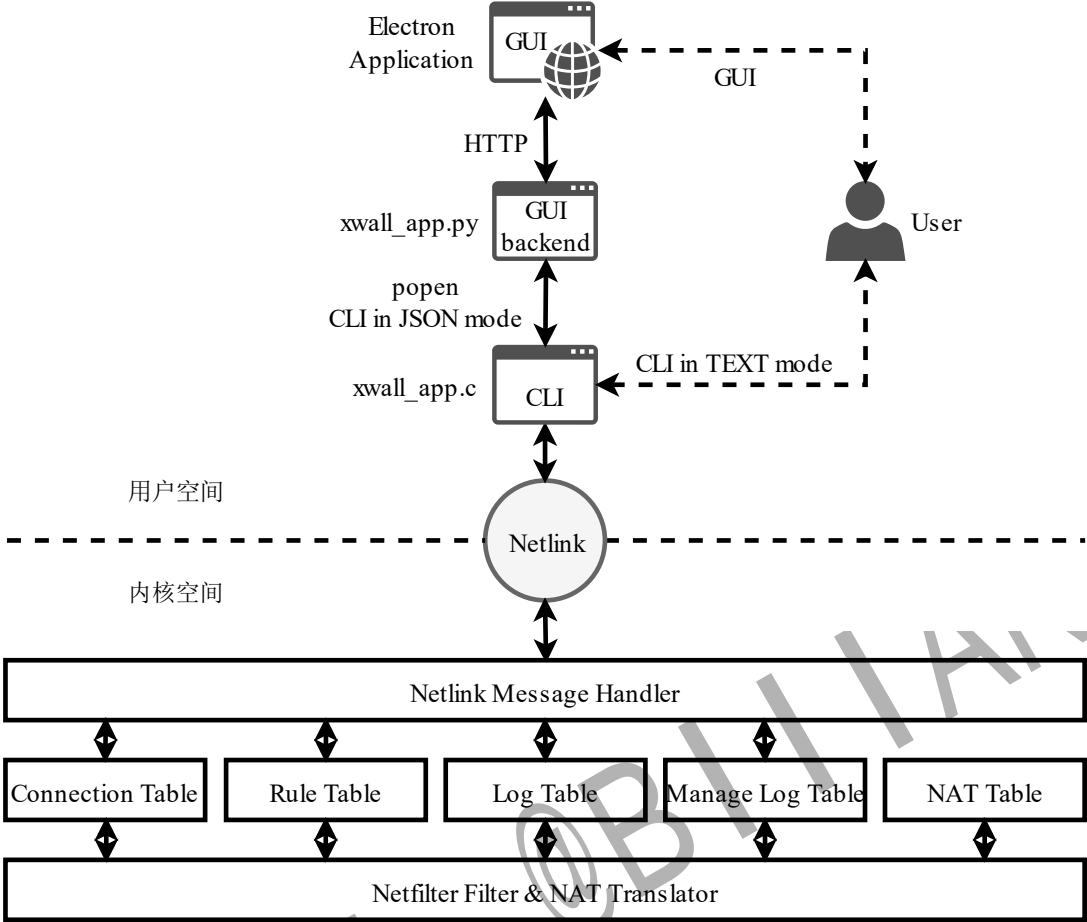 Electron
Application
GUI
GUI
HTTP
xwall_app.py
GUI
backend
User
popen
CLI in JSON mode
CLI in TEXT mode
xwall_app.c
CLI
用户空间
Netlink
内核空间
Netlink Message Handler
Connection Table
Rule Table
Log Table
Manage Log Table
NAT Table
Netfilter Filter & NAT Translator